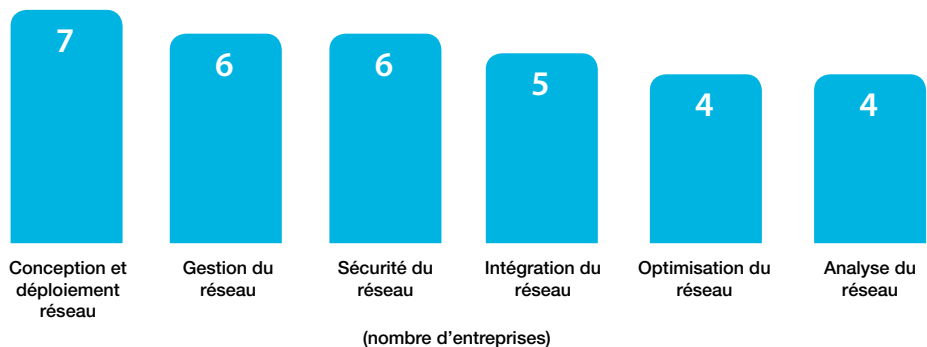 7
6
6
5
4
4
Conception et
déploiement
réseau
Gestion du
réseau
Sécurité du
réseau
Intégration du
réseau
Optimisation du
réseau
Analyse du
réseau
(nombre d’entreprises)